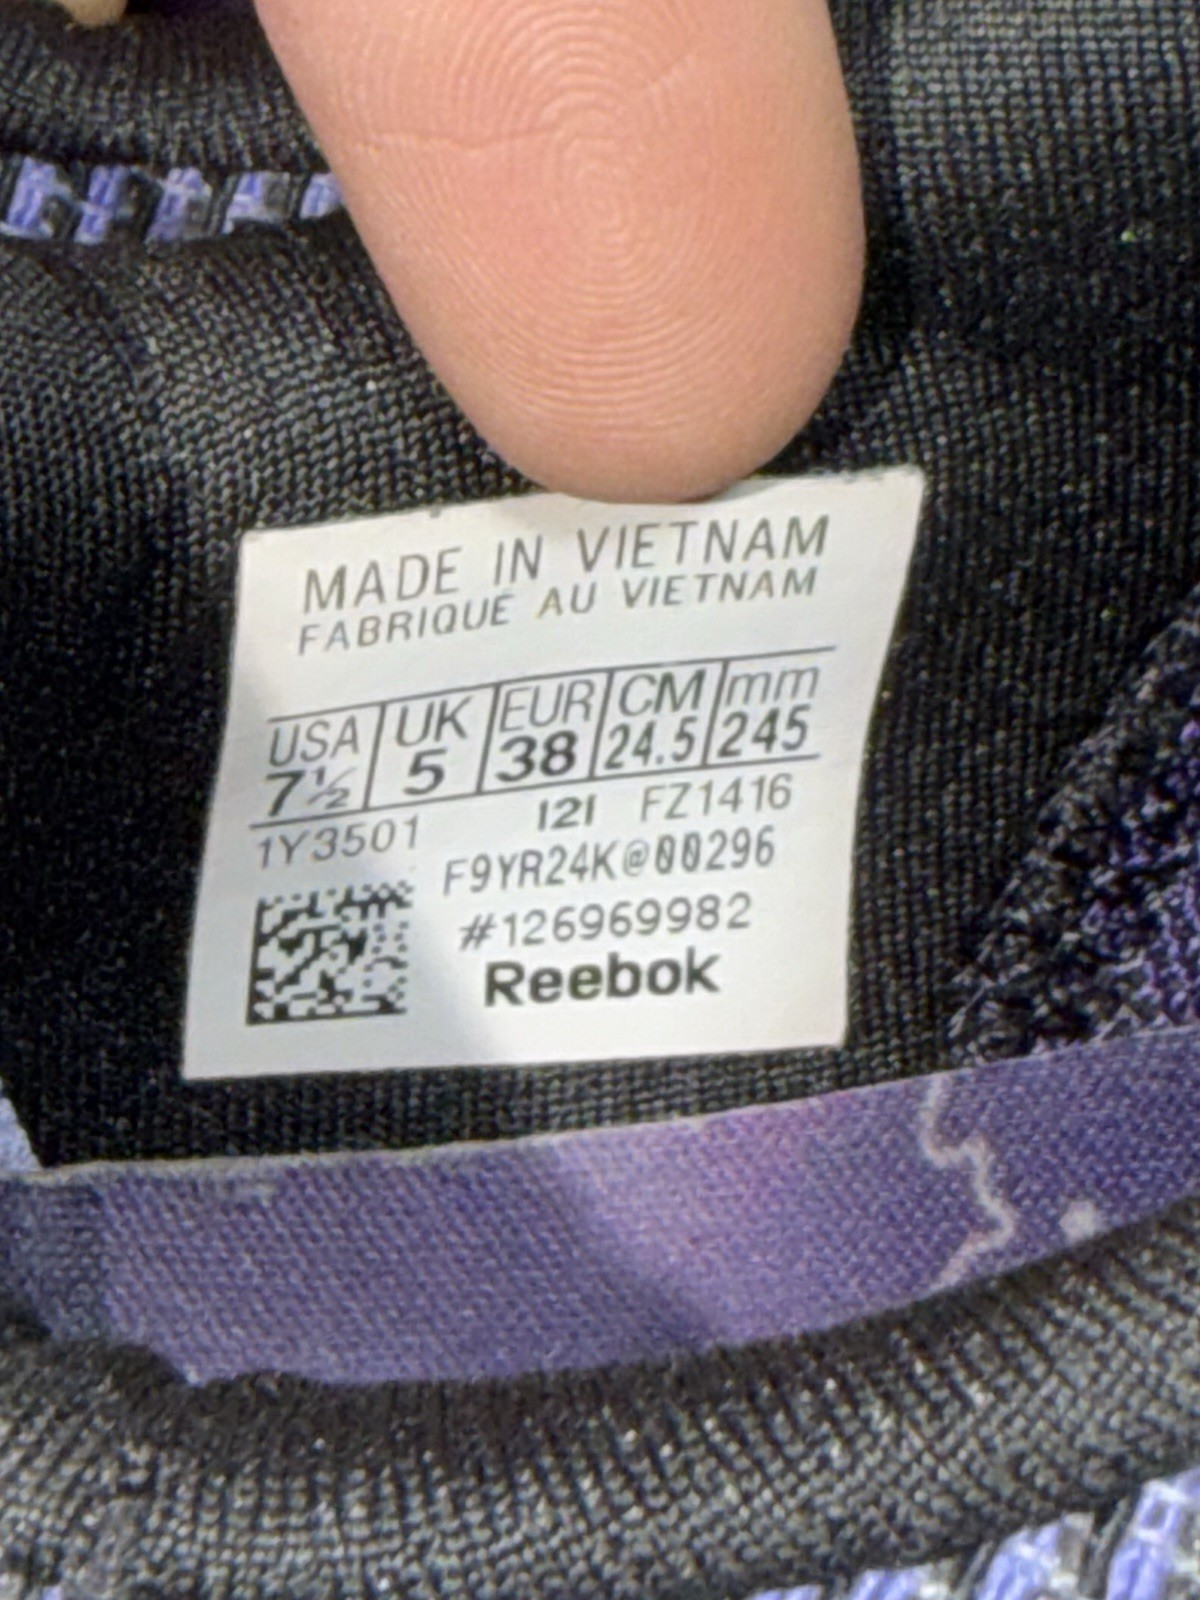 MADE IN VIETNAM
FABRIQUE AU VIETNAM
USA UK EUR CM mm
7½ 5 38 24.5 245
1Y3501 I2I FZ1416
F9YR24K@00296
#126969982
Reebok